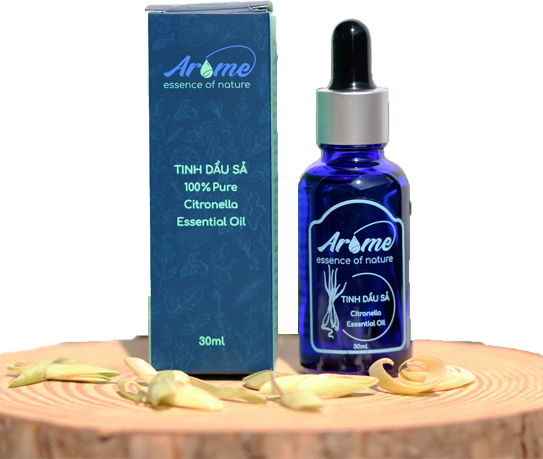 Arome
essence of nature
TINH DẦU SẢ
100% Pure
Citronella
Essential Oil
30ml
Arome
essence of nature
TINH DẦU SẢ
Citronella
Essential Oil
30ml